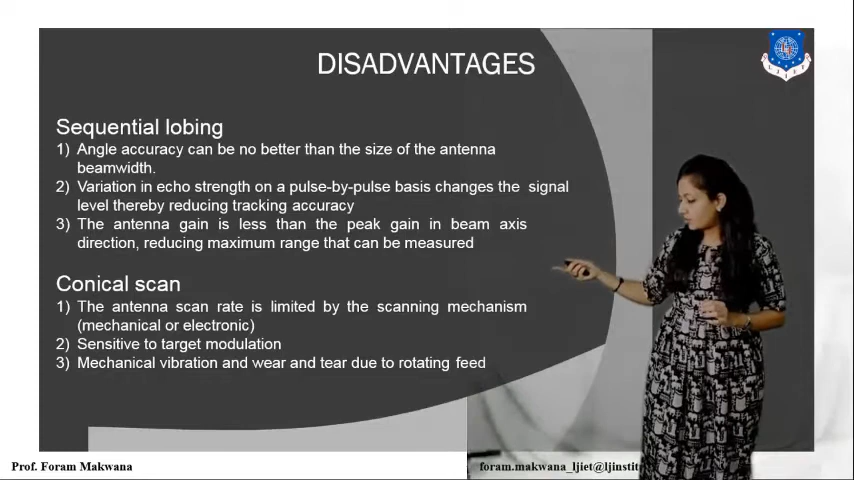 DISADVANTAGES
LJIET
Sequential lobing
1) Angle accuracy can be no better than the size of the antenna
beamwidth.
2) Variation in echo strength on a pulse-by-pulse basis changes the signal
level thereby reducing tracking accuracy
3) The antenna gain is less than the peak gain in beam axis
direction, reducing maximum range that can be measured
Conical scan
1) The antenna scan rate is limited by the scanning mechanism
(mechanical or electronic)
2) Sensitive to target modulation
3) Mechanical vibration and wear and tear due to rotating feed
Prof. Foram Makwana
foram.makwana_ljiet@ljinstit